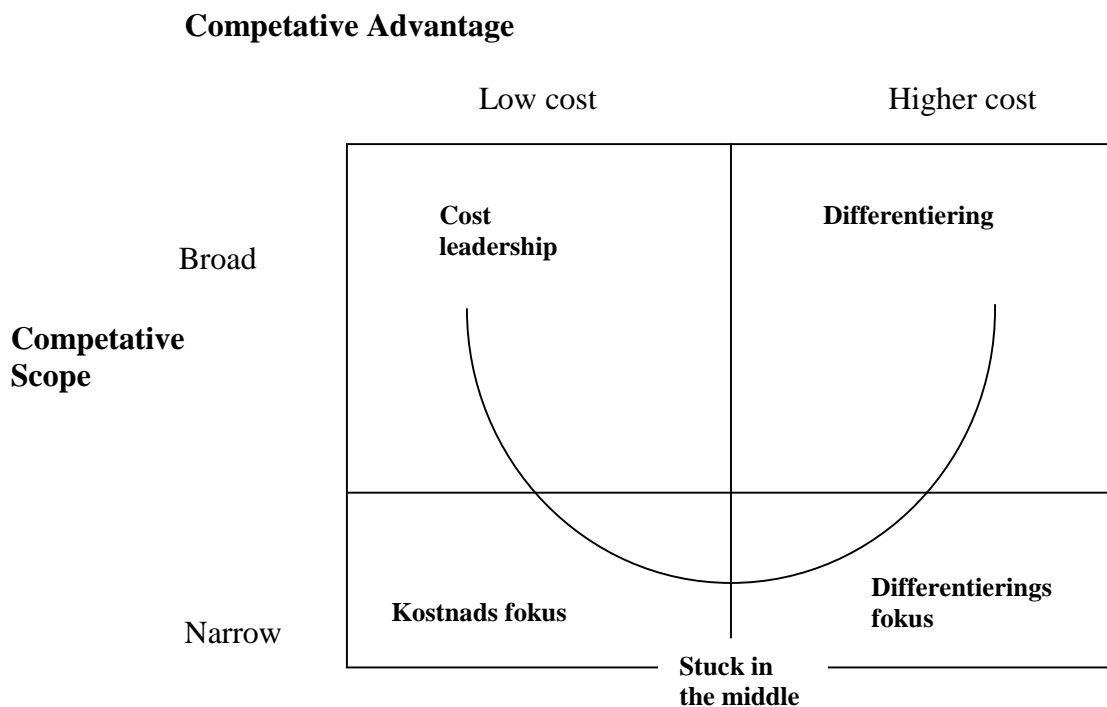 Competative Advantage
Low cost
Higher cost
Cost
leadership
Differentiering
Broad
Competative
Scope
Kostnads fokus
Differentierings
fokus
Narrow
Stuck in
the middle